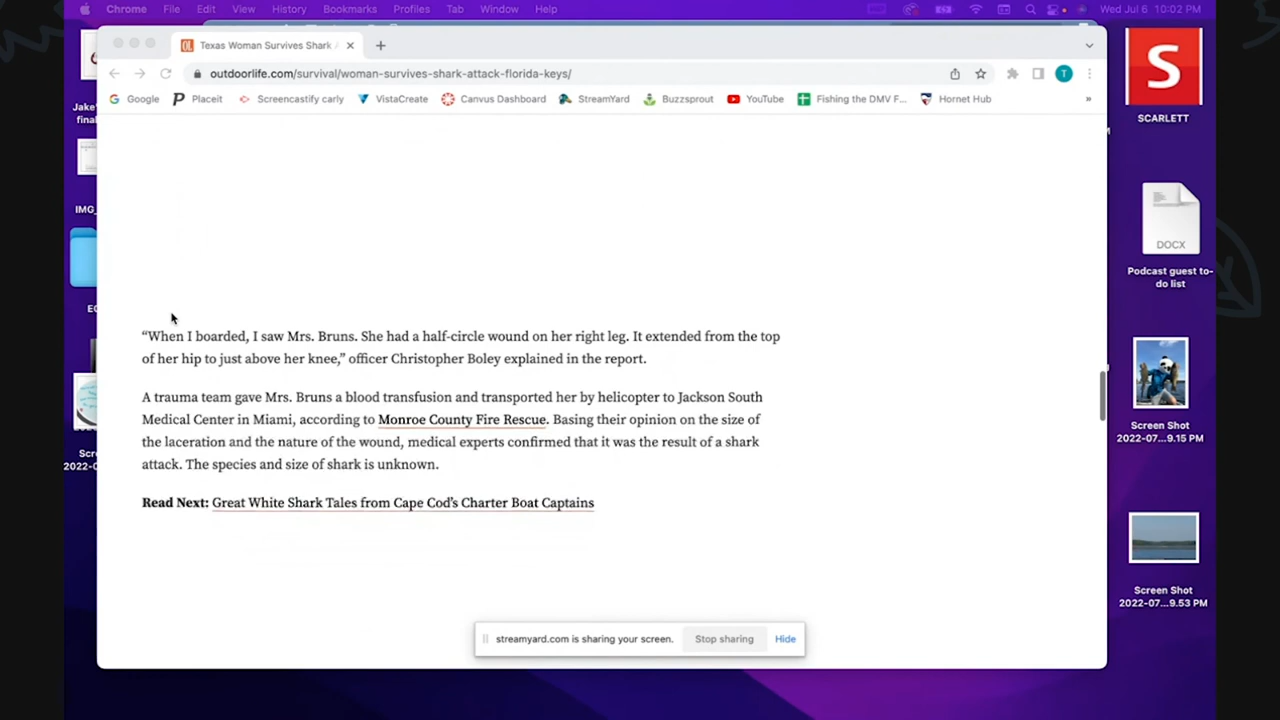 Chrome File Edit View History Bookmarks Profiles Tab Window Help Wed Jul 6 10:02 PM
Texas Woman Survives Shark
outdoorlife.com/survival/woman-survives-shark-attack-florida-keys/
T
Google Placeit Screencastify carly VistaCreate Canvus Dashboard StreamYard Buzzsprout YouTube Fishing the DMV F... Hornet Hub »
“When I boarded, I saw Mrs. Bruns. She had a half-circle wound on her right leg. It extended from the top
of her hip to just above her knee,” officer Christopher Boley explained in the report.
A trauma team gave Mrs. Bruns a blood transfusion and transported her by helicopter to Jackson South
Medical Center in Miami, according to Monroe County Fire Rescue. Basing their opinion on the size of
the laceration and the nature of the wound, medical experts confirmed that it was the result of a shark
attack. The species and size of shark is unknown.
Read Next: Great White Shark Tales from Cape Cod’s Charter Boat Captains
streamyard.com is sharing your screen. Stop sharing Hide
Jake'
final
IMG_
S
SCARLETT
DOCX
Podcast guest to-
do list
Screen Shot
2022-07...9.15 PM
Screen Shot
2022-07...9.53 PM